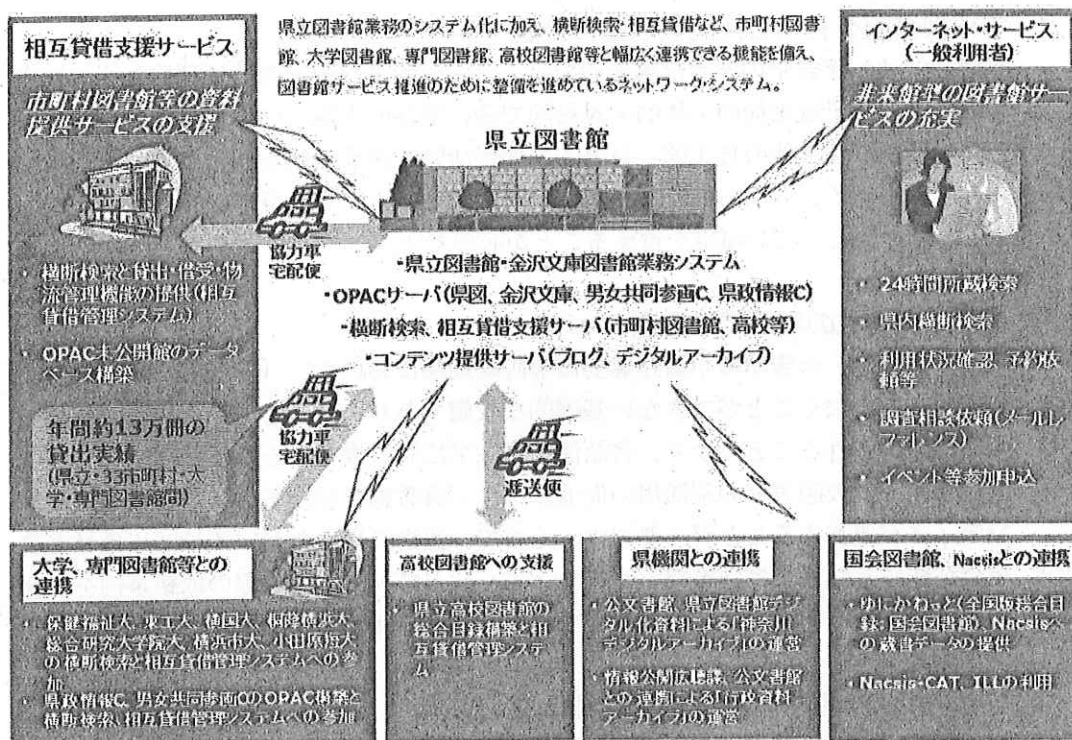 県立図書館業務のシステム化に加え、横断検索・相互貸借など、市町村図書
館、大学図書館、専門図書館、高校図書館等と幅広く連携できる機能を備え、
図書館サービス推進のために整備を進めているネットワーク・システム。
相互貸借支援サービス
市町村図書館等の資料
提供サービスの支援
・ 横断検索と貸出・借受・物
流管理機能の提供(相互
貸借管理システム)
・ OPAC未公開館のデータ
ベース構築
年間約13万冊の
貸出実績
(県立・33市町村・大
学・専門図書館間)
県立図書館
協力車
宅配便
・県立図書館・金沢文庫図書館業務システム
・OPACサーバ(県図、金沢文庫、男女共同参画C、県政情報C)
・横断検索、相互貸借支援サーバ(市町村図書館、高校等)
・コンテンツ提供サーバ(ブログ、デジタルアーカイブ)
協力車
宅配便
逓送便
インターネット・サービス
(一般利用者)
非来館型の図書館サー
ビスの充実
・ 24時間所蔵検索
・ 県内横断検索
・ 利用状況確認、予約依
頼等
・ 調査相談依頼(メールレ
ファレンス)
・ イベント等参加申込
大学、専門図書館等との
連携
・ 保健福祉大、東工大、横国大、桐蔭横浜大、
総合研究大学院大、横浜市大、小田原短大
の横断検索と相互貸借管理システムへの参
加
・ 県政情報C、男女共同参画CのOPAC構築と
横断検索、相互貸借管理システムへの参加
高校図書館への支援
・ 県立高校図書館の
総合目録構築と相
互貸借管理システ
ム
県機関との連携
・ 公文書館、県立図書館デジ
タル化資料による「神奈川
デジタルアーカイブ」の運営
・ 情報公開広聴課、公文書館
との連携による「行政資料
アーカイブ」の運営
国会図書館、Nacsisとの連携
・ ゆにかねっと(全国版総合目
録:国会図書館)、Nacsisへ
の蔵書データの提供
・ Nacsis-CAT、ILLの利用